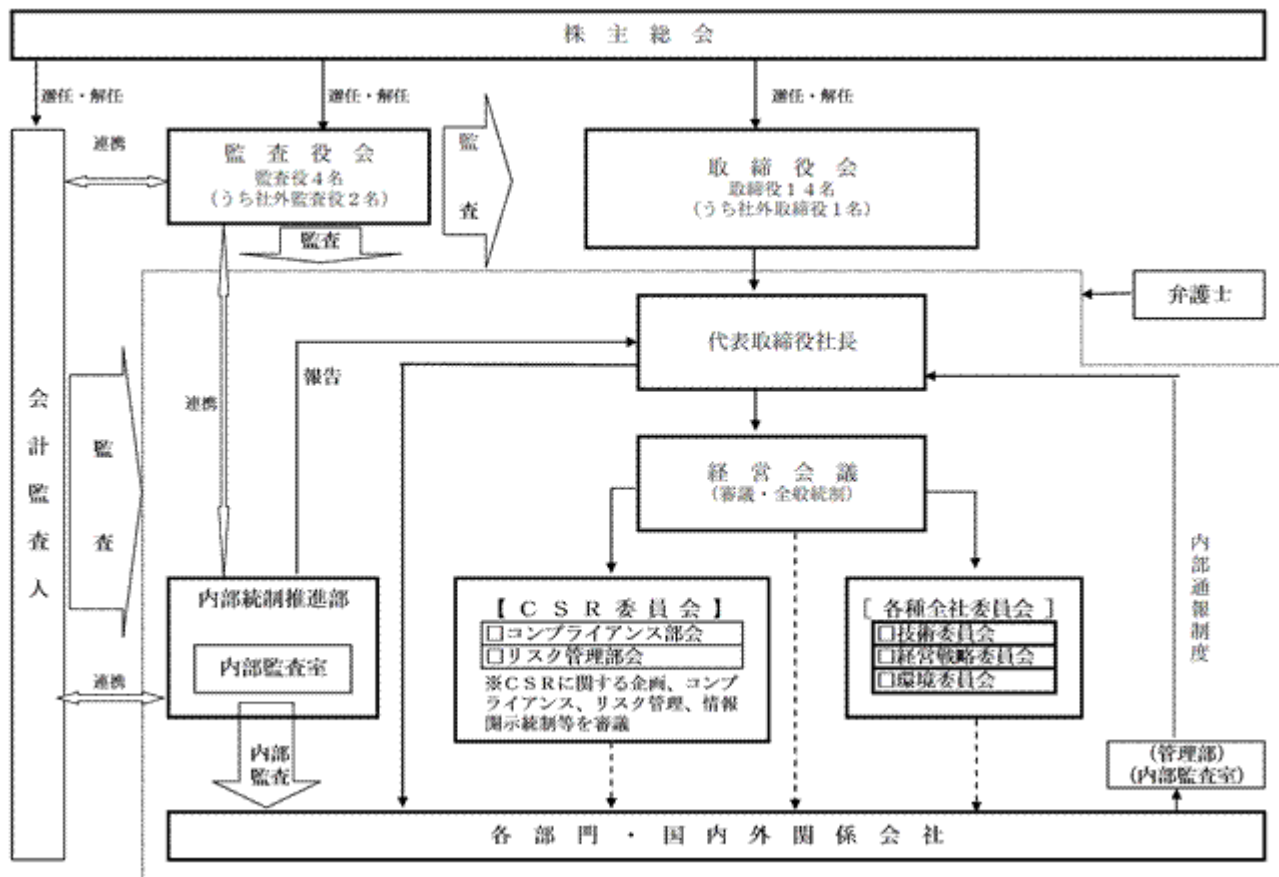 株主総会
選任・解任
選任・解任
選任・解任
連携
監査役会
監査役4名
(うち社外監査役2名)
監査
取締役会
取締役14名
(うち社外取締役1名)
監査
弁護士
代表取締役社長
報告
連携
会計監査人
監査
経営会議
(審議・全般統制)
内部通報制度
内部統制推進部
内部監査室
連携
【CSR委員会】
□コンプライアンス部会
□リスク管理部会
※CSRに関する企画、コンプ
ライアンス、リスク管理、情報
開示統制等を審議
[各種全社委員会]
□技術委員会
□経営戦略委員会
□環境委員会
内部
監査
(管理部)
(内部監査室)
各部門・国内外関係会社